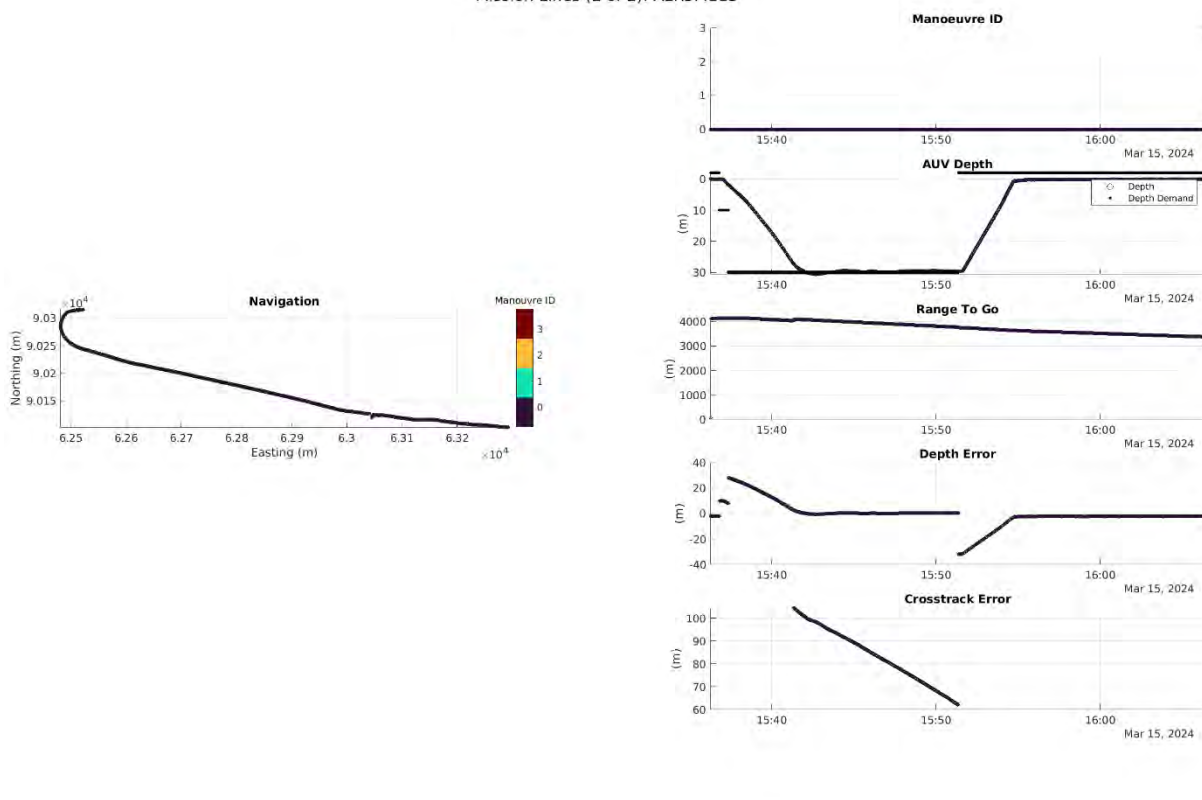 Navigation
×10⁴
9.03
9.025
9.02
9.015
Northing (m)
6.25
6.26
6.27
6.28
6.29
6.3
6.31
6.32
Easting (m)
×10⁴
Manouvre ID
3
2
1
0
Manoeuvre ID
3
2
1
0
15:40
15:50
16:00
Mar 15, 2024
AUV Depth
0
10
20
30
(m)
Depth
Depth Demand
15:40
15:50
16:00
Mar 15, 2024
Range To Go
4000
3000
2000
1000
0
(m)
15:40
15:50
16:00
Mar 15, 2024
Depth Error
40
20
0
-20
-40
(m)
15:40
15:50
16:00
Mar 15, 2024
Crosstrack Error
100
90
80
70
60
(m)
15:40
15:50
16:00
Mar 15, 2024